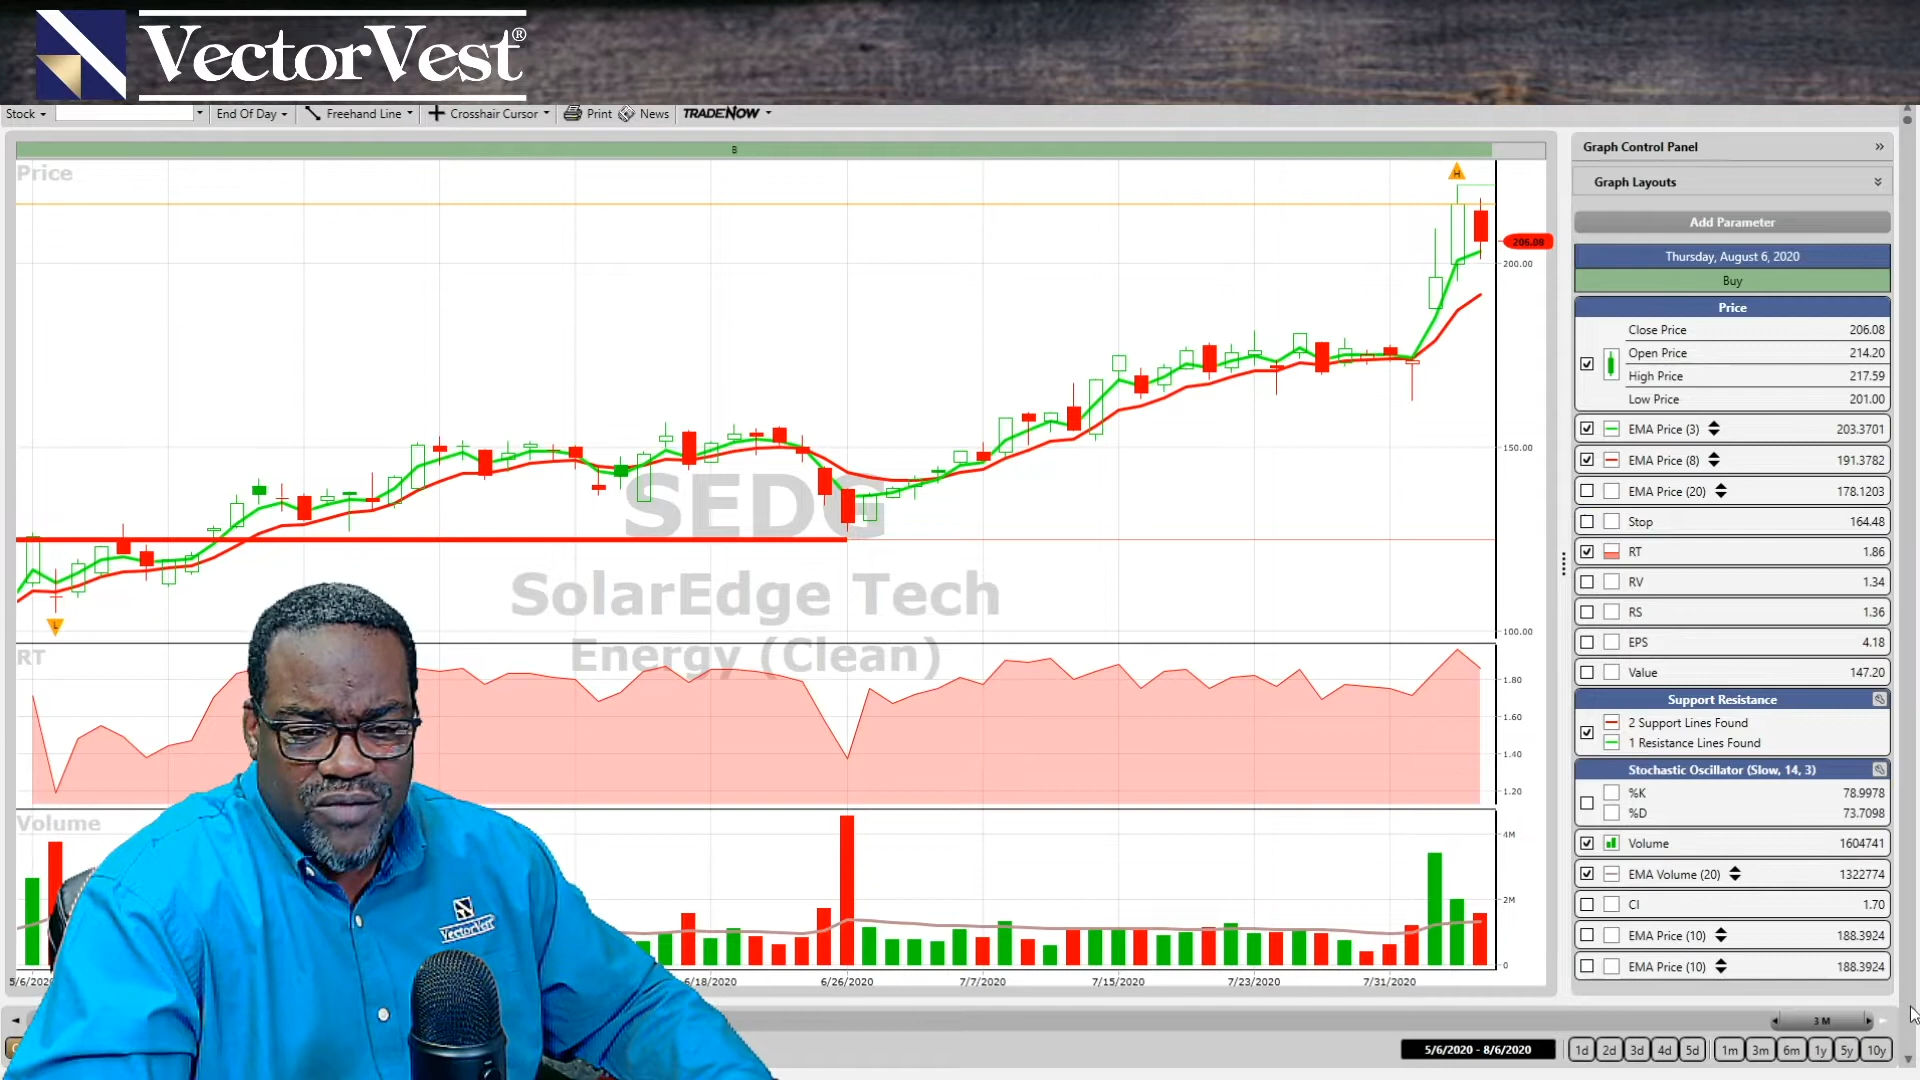 VectorVest®
Stock
End Of Day
Freehand Line
Crosshair Cursor
Print
News
TRADENOW
B
Price
H
206.08
200.00
150.00
100.00
SEDG
SolarEdge Tech
Energy (Clean)
L
RT
1.80
1.60
1.40
1.20
Volume
4M
2M
0
VectorVest
5/6/2020
6/18/2020
6/26/2020
7/7/2020
7/15/2020
7/23/2020
7/31/2020
Graph Control Panel »
Graph Layouts
Add Parameter
Thursday, August 6, 2020
Buy
Price
Close Price 206.08
Open Price 214.20
High Price 217.59
Low Price 201.00
EMA Price (3) 203.3701
EMA Price (8) 191.3782
EMA Price (20) 178.1203
Stop 164.48
RT 1.86
RV 1.34
RS 1.36
EPS 4.18
Value 147.20
Support Resistance
2 Support Lines Found
1 Resistance Lines Found
Stochastic Oscillator (Slow, 14, 3)
%K 78.9978
%D 73.7098
Volume 1604741
EMA Volume (20) 1322774
CI 1.70
EMA Price (10) 188.3924
EMA Price (10) 188.3924
3 M
5/6/2020 - 8/6/2020
1d 2d 3d 4d 5d 1m 3m 6m 1y 5y 10y